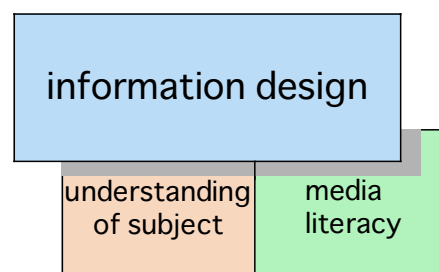 information design
understanding
of subject
media
literacy